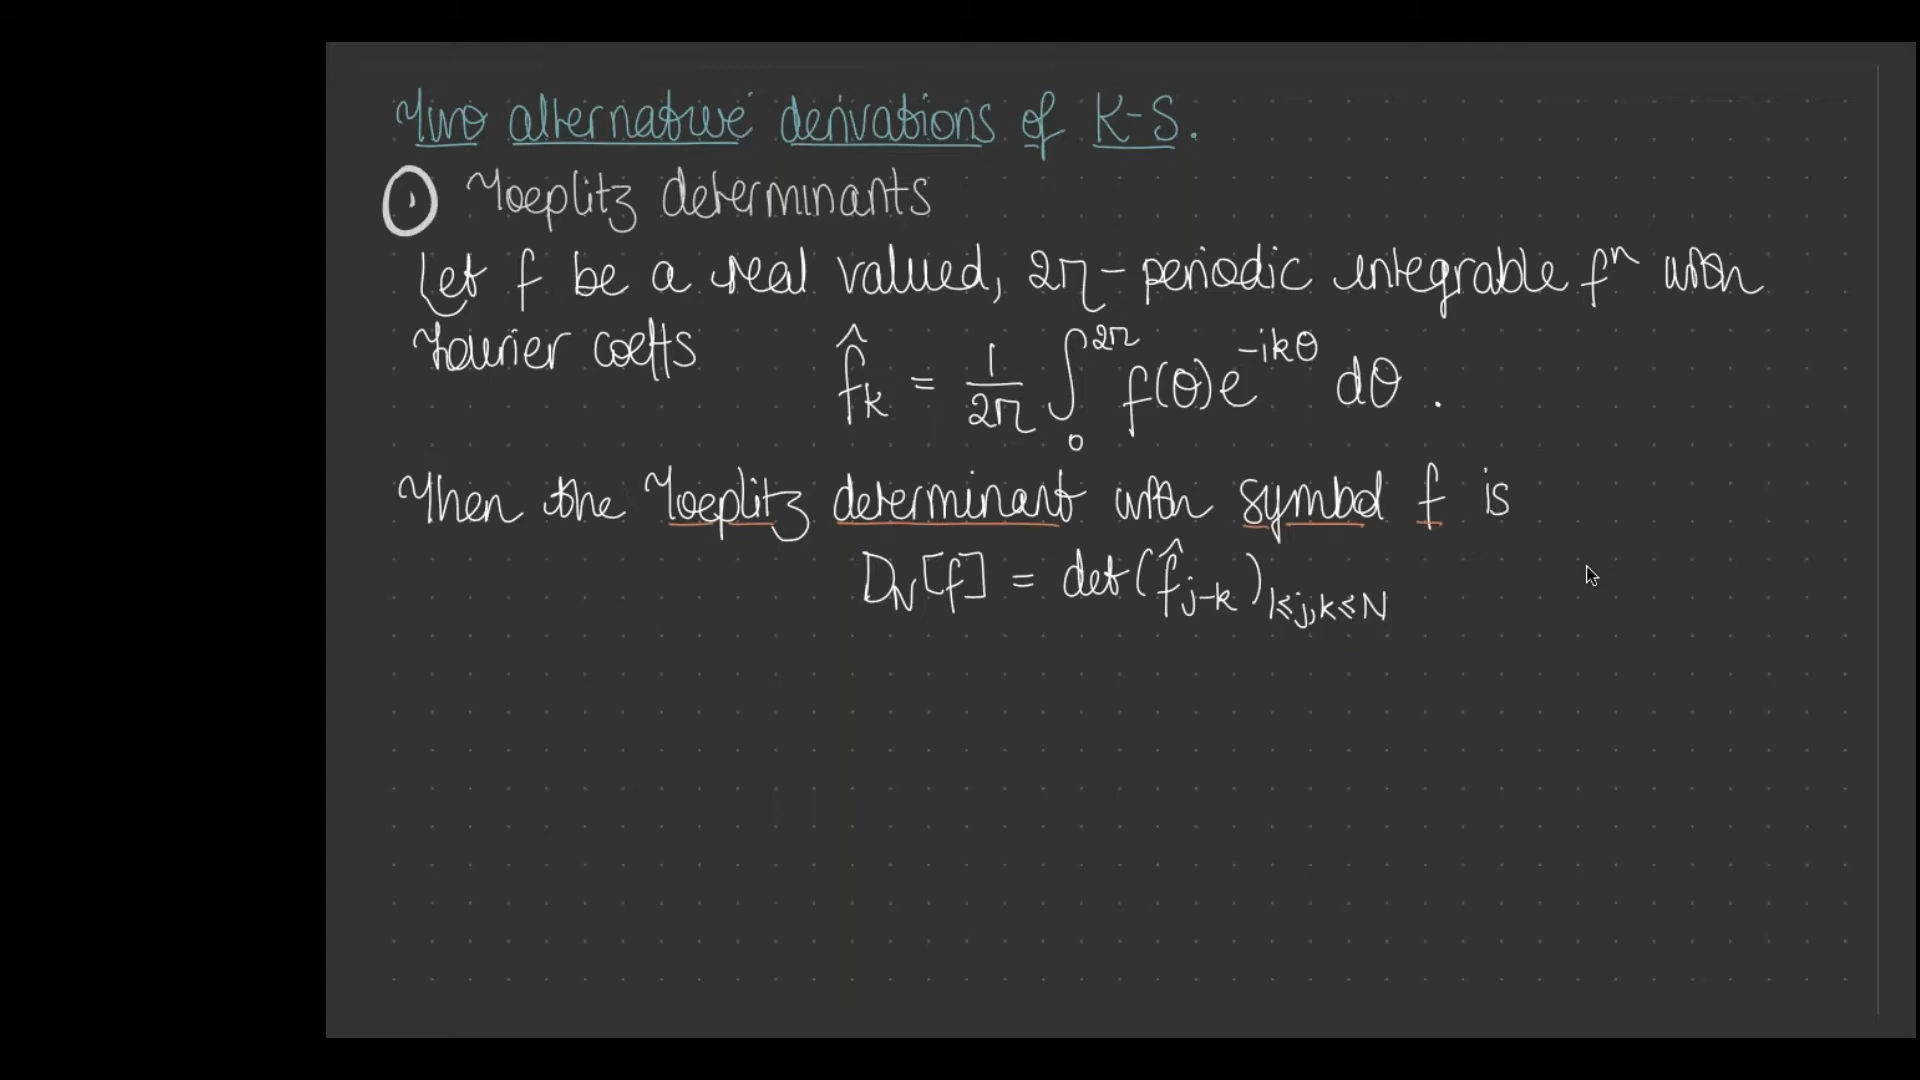 Two alternative derivations of K-S.
① Toeplitz determinants
Let f be a real valued, 2π-periodic integrable fⁿ with
Fourier coeffs f̂_k = 1/2π ∫_0^{2π} f(θ)e^{-ikθ} dθ.
Then the Toeplitz determinant with symbol f is
D_N[f] = det(f̂_{j-k})_{1≤j,k≤N}